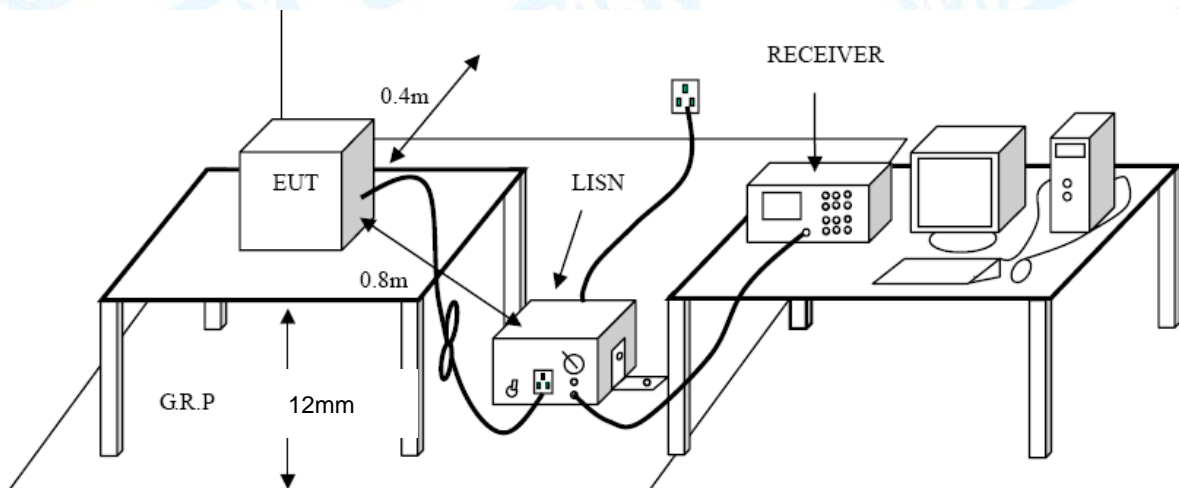 RECEIVER
0.4m
EUT
LISN
0.8m
G.R.P
12mm